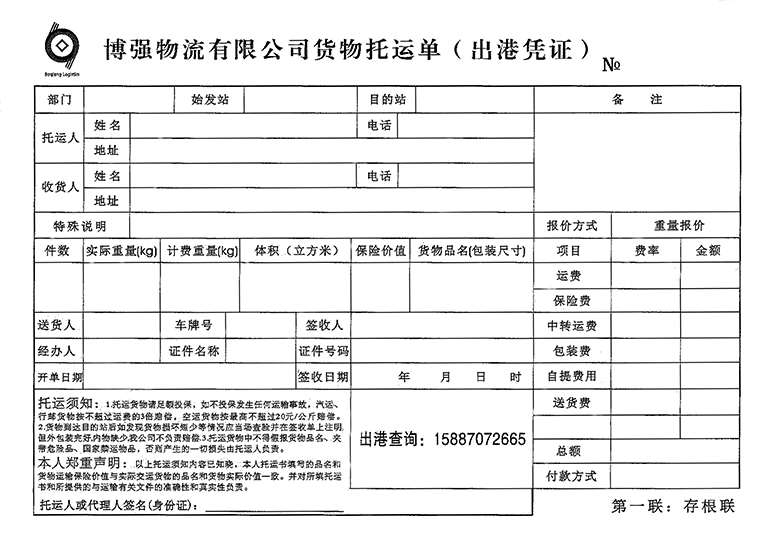 博强物流有限公司货物托运单（出港凭证） №
Boqiang Logistics
部门 始发站 目的站 备 注
托运人 姓名 电话
地址
收货人 姓名 电话
地址
特殊说明 报价方式 重量报价
件数 实际重量(kg) 计费重量(kg) 体积（立方米） 保险价值 货物品名(包装尺寸) 项目 费率 金额
运费
保险费
送货人 车牌号 签收人 中转运费
经办人 证件名称 证件号码 包装费
开单日期 签收日期 年 月 日 时 自提费用
托运须知：1.托运货物请足额投保，如不投保发生任何运输事故，汽运、
行邮货物按不超过运费的3倍赔偿，空运货物按最高不超过20元/公斤赔偿。
2.货物到达目的站后如发现货物损坏短少等情况应当场查验并在签收单上注明,
但外包装完好,内物缺少,我公司不负责赔偿.3.托运货物中不得假报货物品名、夹
带危险品、国家禁运物品，否则产生的一切损失由托运人负责。
本人郑重声明：以上托运须知内容已知晓，本人托运书填写的品名和
货物运输保险价值与实际交运货物的品名和货物实际价值一致。并对所填托运
书和所提供的与运输有关文件的准确性和真实性负责。
托运人或代理人签名(身份证)：
出港查询：15887072665
送货费
总额
付款方式
第一联：存根联